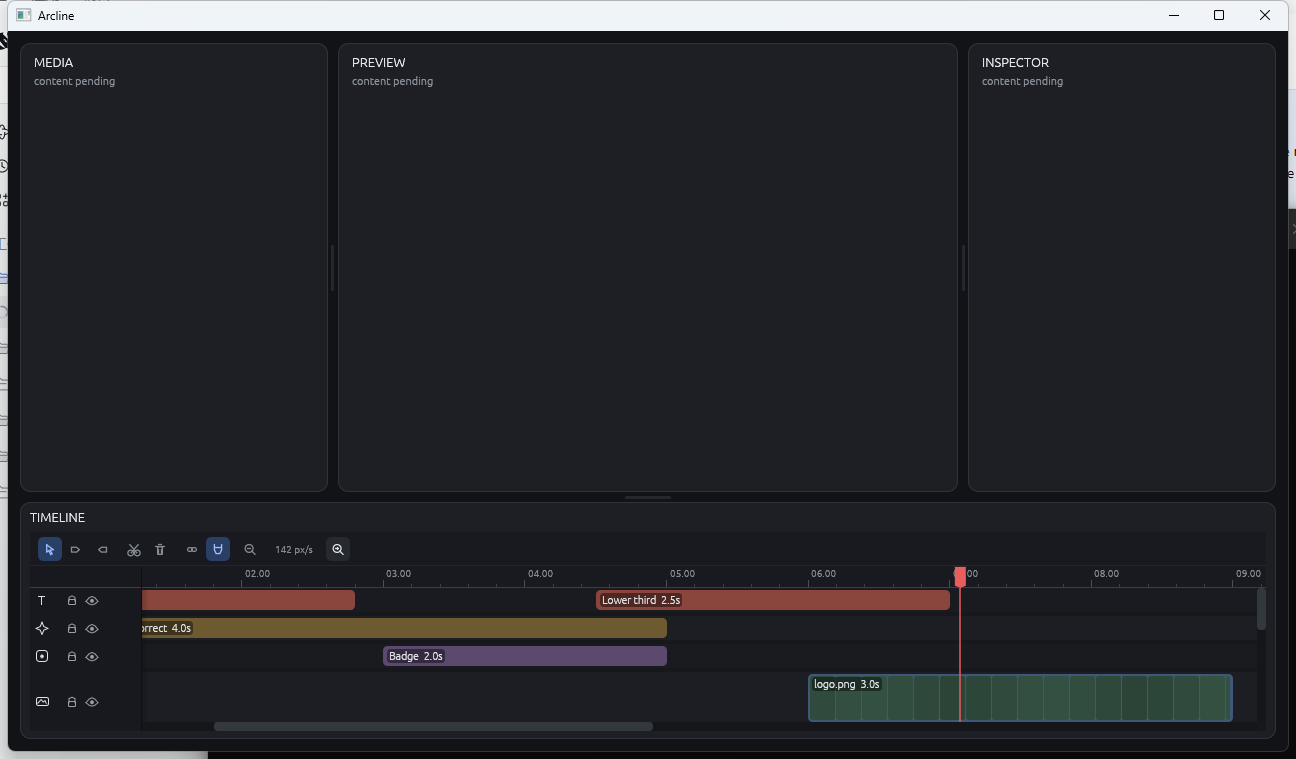 Arcline
MEDIA
content pending
PREVIEW
content pending
INSPECTOR
content pending
TIMELINE
142 px/s
02.00 03.00 04.00 05.00 06.00 08.00 09.00
T
Lower third 2.5s
orrect 4.0s
Badge 2.0s
logo.png 3.0s